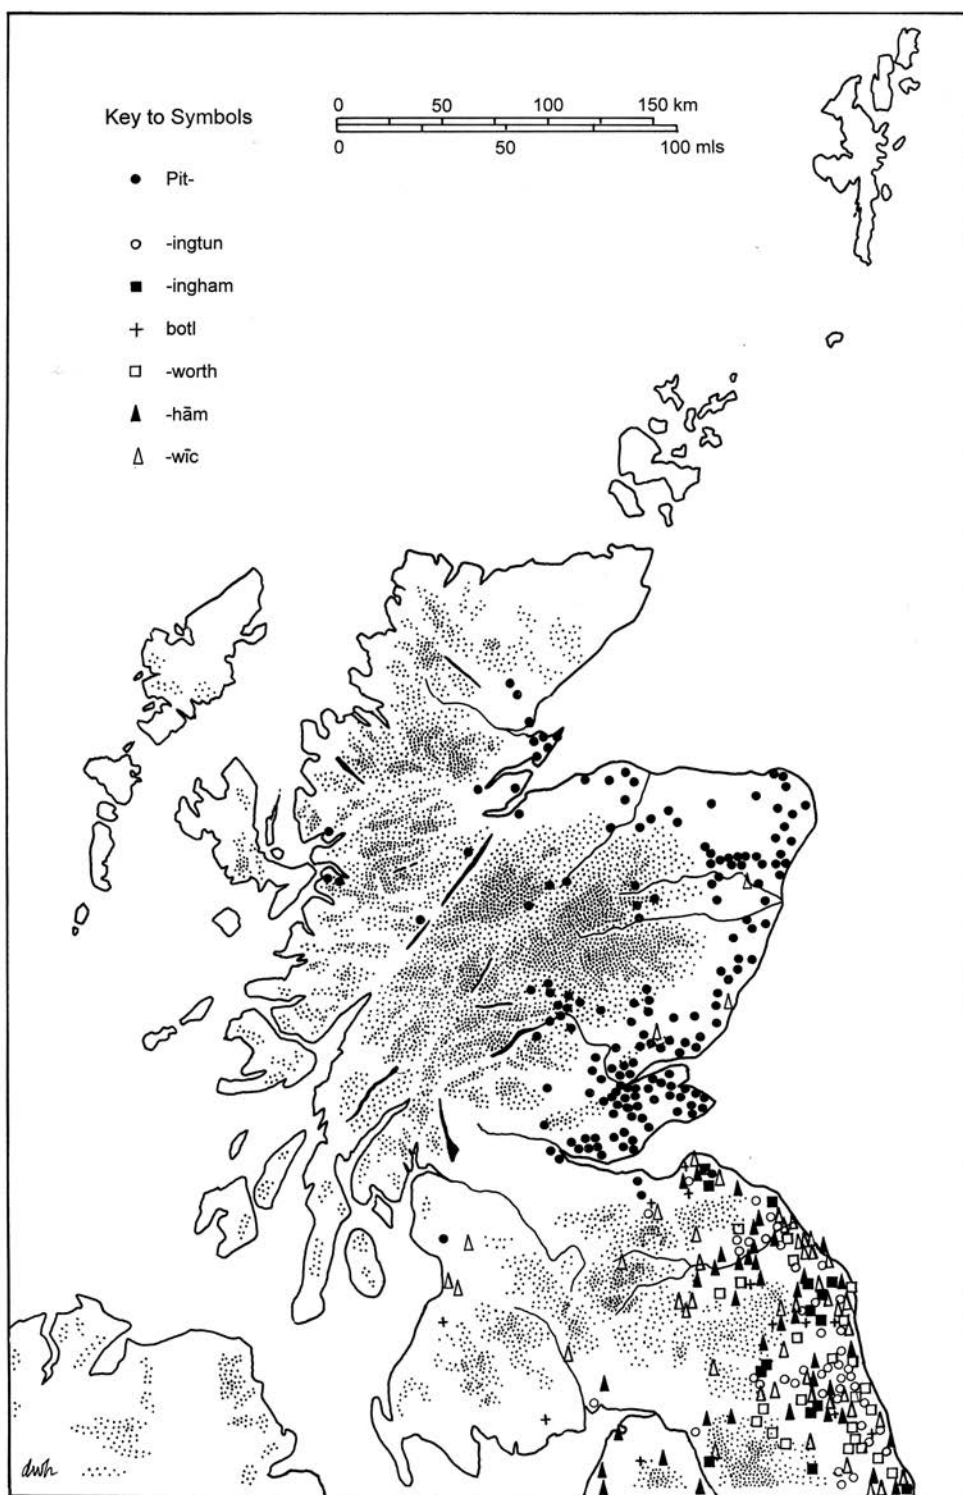 Key to Symbols
0 50 100 150 km
0 50 100 mls
Pit-
-ingtun
-ingham
botl
-worth
-hām
-wīc
dwh